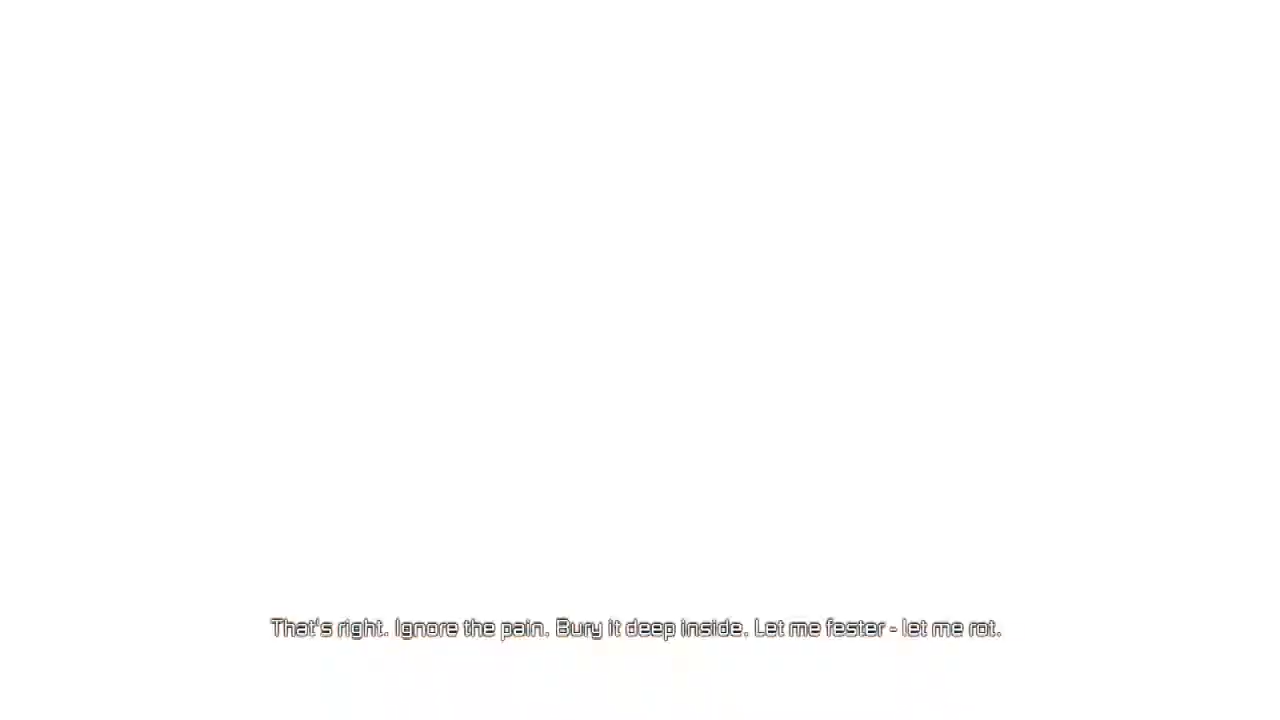 That's right. Ignore the pain. Bury it deep inside. Let me fester - let me rot.